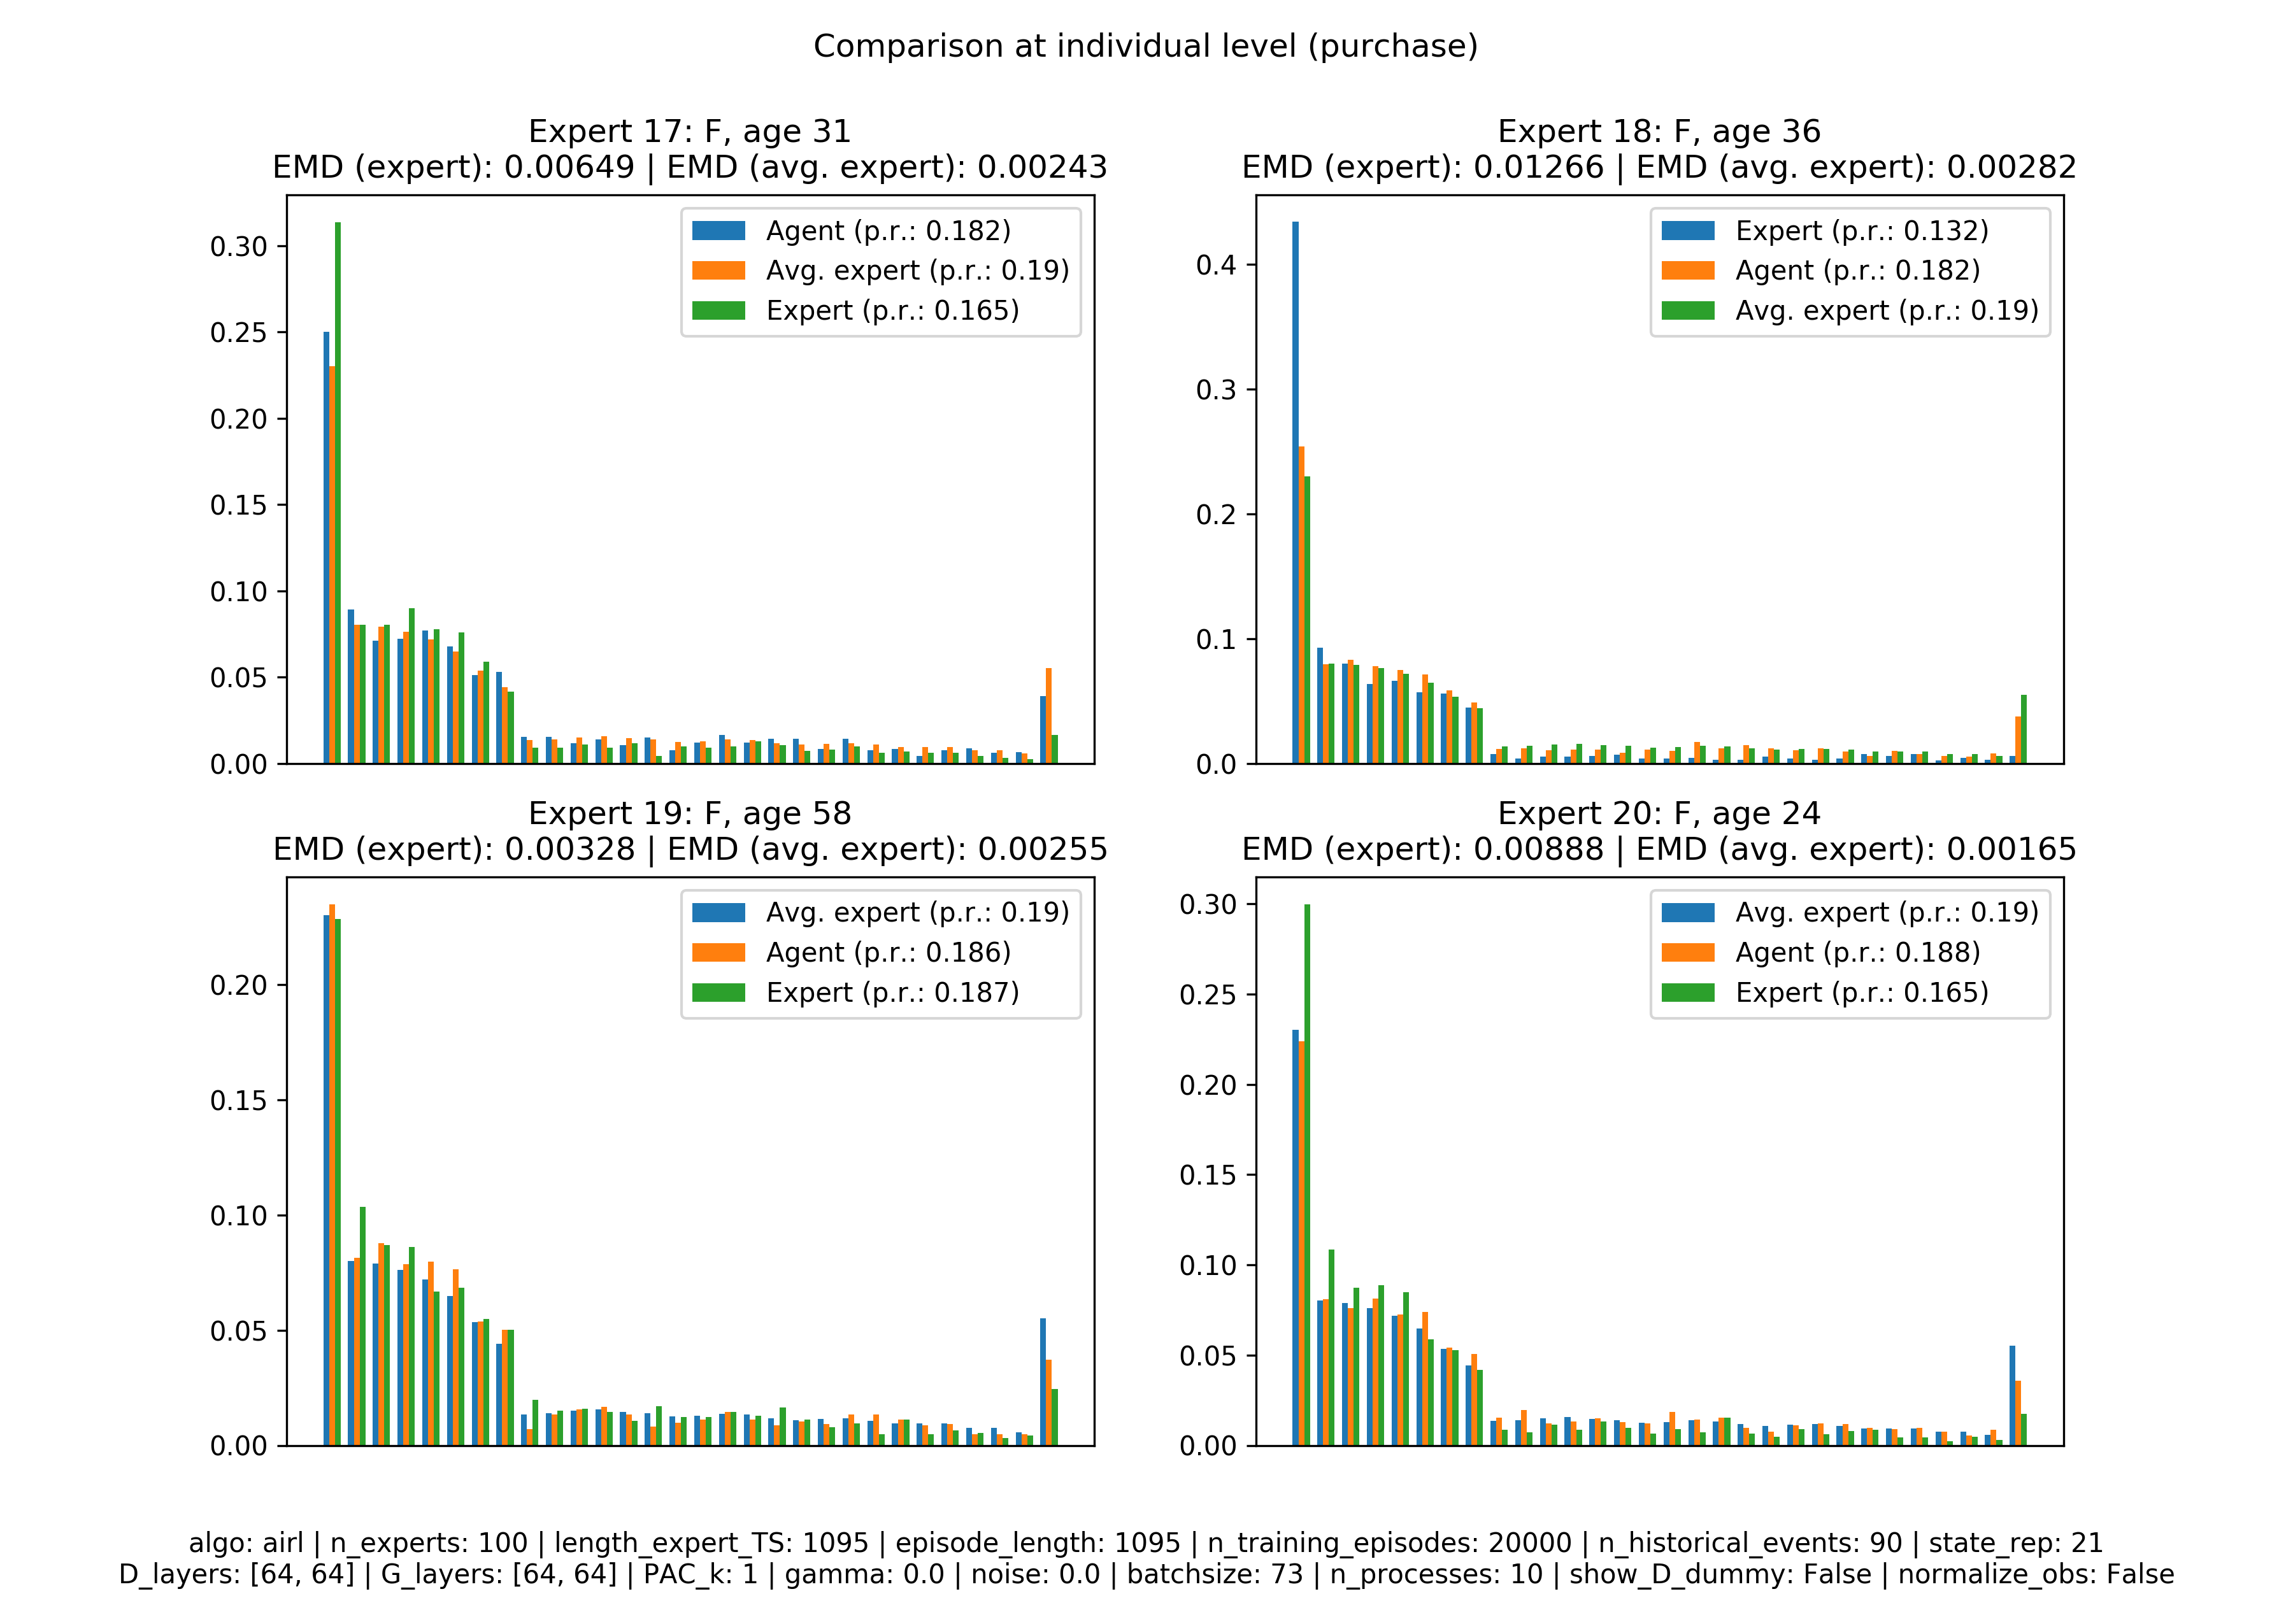 Comparison at individual level (purchase)
Expert 17: F, age 31
EMD (expert): 0.00649 | EMD (avg. expert): 0.00243
Agent (p.r.: 0.182)
Avg. expert (p.r.: 0.19)
Expert (p.r.: 0.165)
0.30
0.25
0.20
0.15
0.10
0.05
0.00
Expert 18: F, age 36
EMD (expert): 0.01266 | EMD (avg. expert): 0.00282
Expert (p.r.: 0.132)
Agent (p.r.: 0.182)
Avg. expert (p.r.: 0.19)
0.4
0.3
0.2
0.1
0.0
Expert 19: F, age 58
EMD (expert): 0.00328 | EMD (avg. expert): 0.00255
Avg. expert (p.r.: 0.19)
Agent (p.r.: 0.186)
Expert (p.r.: 0.187)
0.20
0.15
0.10
0.05
0.00
Expert 20: F, age 24
EMD (expert): 0.00888 | EMD (avg. expert): 0.00165
Avg. expert (p.r.: 0.19)
Agent (p.r.: 0.188)
Expert (p.r.: 0.165)
0.30
0.25
0.20
0.15
0.10
0.05
0.00
algo: airl | n_experts: 100 | length_expert_TS: 1095 | episode_length: 1095 | n_training_episodes: 20000 | n_historical_events: 90 | state_rep: 21
D_layers: [64, 64] | G_layers: [64, 64] | PAC_k: 1 | gamma: 0.0 | noise: 0.0 | batchsize: 73 | n_processes: 10 | show_D_dummy: False | normalize_obs: False